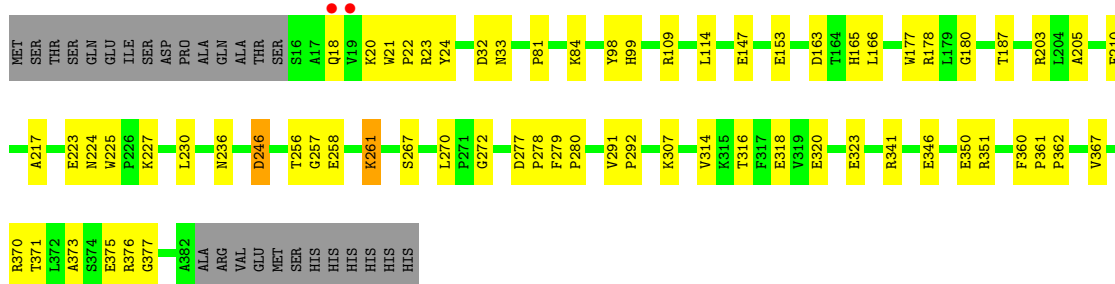 MET SER THR SER GLN GLU ILE SER ASP PRO ALA GLN ALA THR SER S16 A17 Q18 V19 K20 W21 P22 R23 Y24 D32 N33 P81 K84 Y98 H99 R109 L114 E147 E153 D163 T164 H165 L166 W177 R178 L179 G180 T187 R203 L204 A205
A217 E223 N224 W225 P226 K227 L230 N236 D246 T256 G257 E258 K261 S267 L270 P271 G272 D277 P278 F279 P280 V291 P292 K307 V314 K315 T316 F317 E318 V319 E320 E323 R341 E346 E350 R351 F360 P361 P362 V367
R370 T371 L372 A373 S374 E375 R376 G377 A382 ALA ARG VAL GLU MET SER HIS HIS HIS HIS HIS HIS